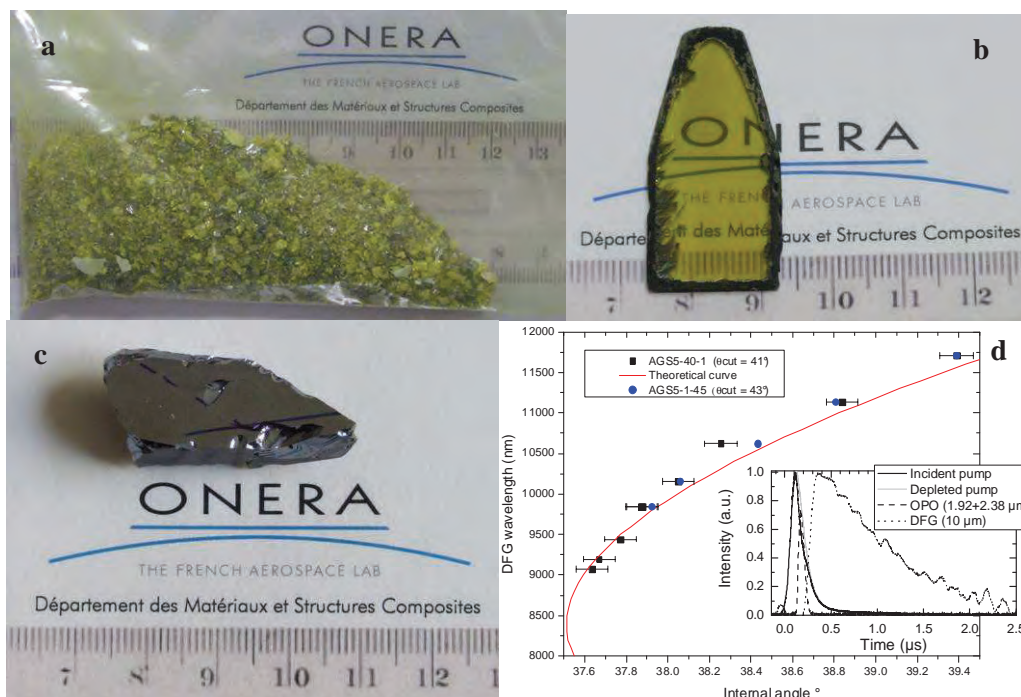 a
ONERA
THE FRENCH AEROSPACE LAB
Département des Matériaux et Structures Composites
9 10 11 12 13
b
ONERA
THE FRENCH AEROSPACE LAB
Département des Matériaux et Structures Composites
7 8 9 10 11 12
c
ONERA
THE FRENCH AEROSPACE LAB
Département des Matériaux et Structures Composites
7 8 9 10 11 12
d
AGS5-40-1 (θcut = 41°)
Theoretical curve
AGS5-1-45 (θcut = 43°)
DFG wavelength (nm)
12000
11500
11000
10500
10000
9500
9000
8500
8000
37.6 37.8 38.0 38.2 38.4 38.6 38.8 39.0 39.2 39.4
Internal angle °
Incident pump
Depleted pump
OPO (1.92+2.38 µm
DFG (10 µm)
Intensity (a.u.)
1.0
0.8
0.6
0.4
0.2
0.0
0.0 0.5 1.0 1.5 2.0 2.5
Time (µs)